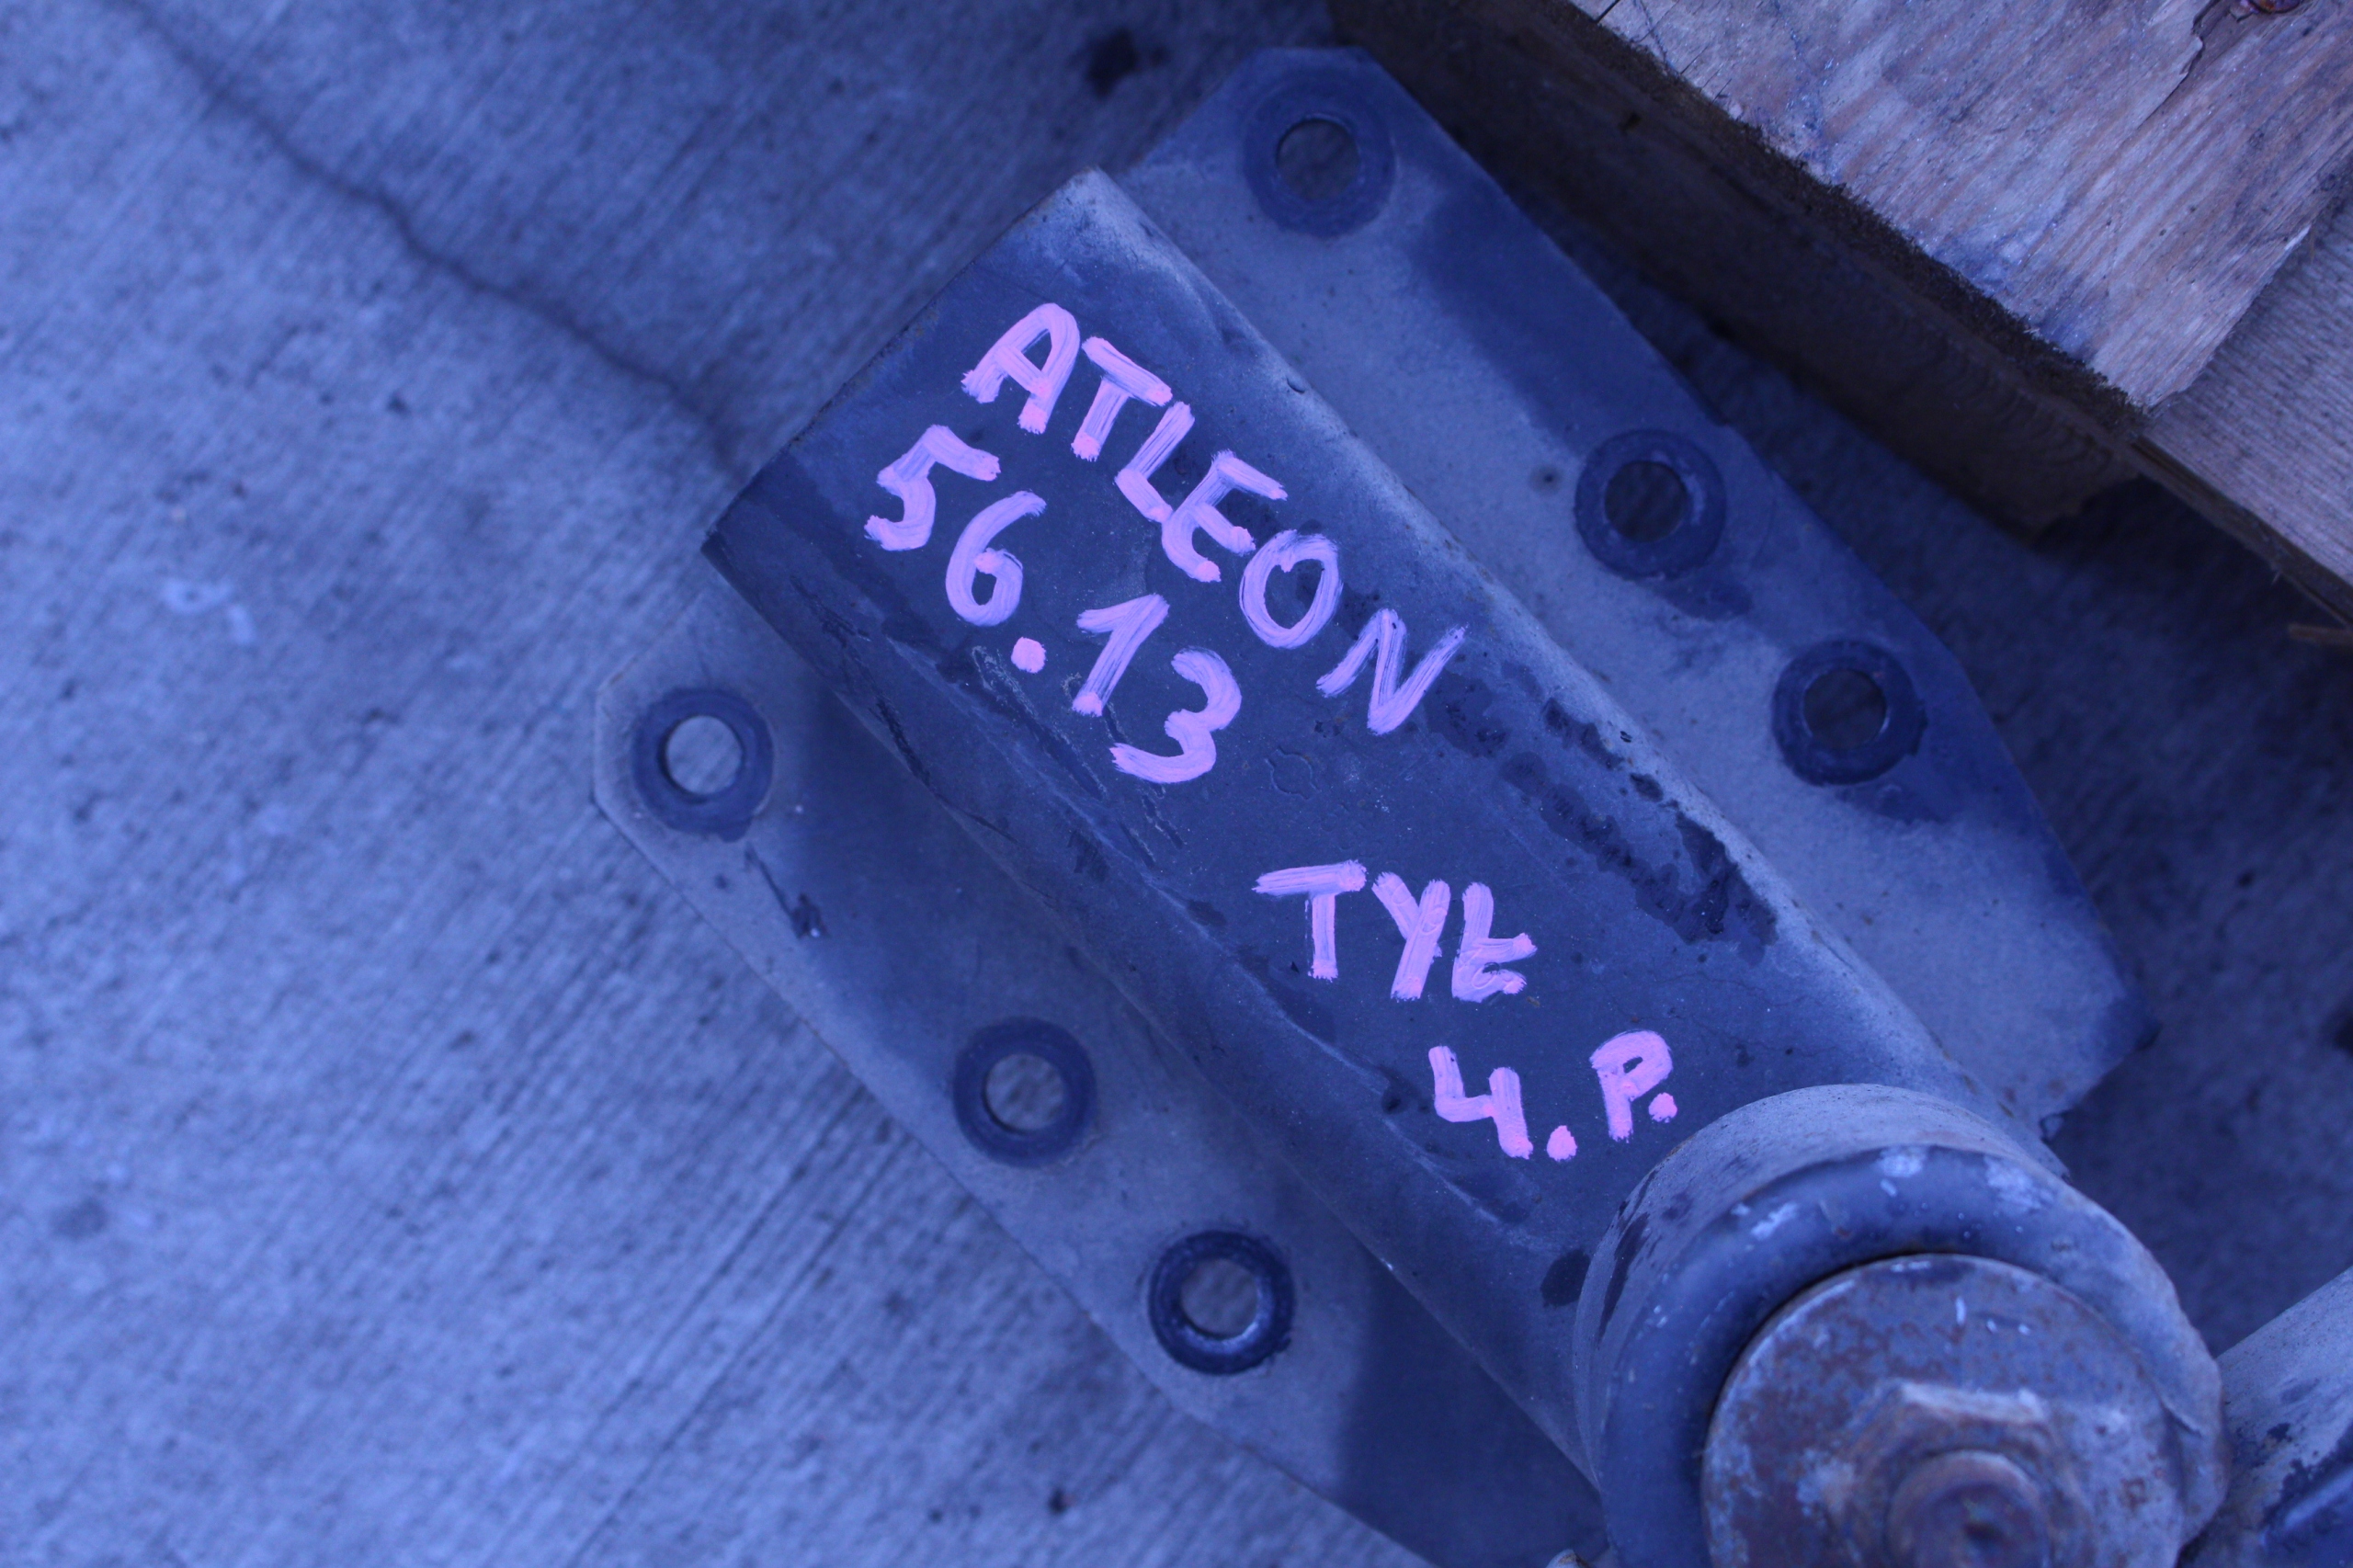 ATLEON
56.13
TYŁ
4.P.